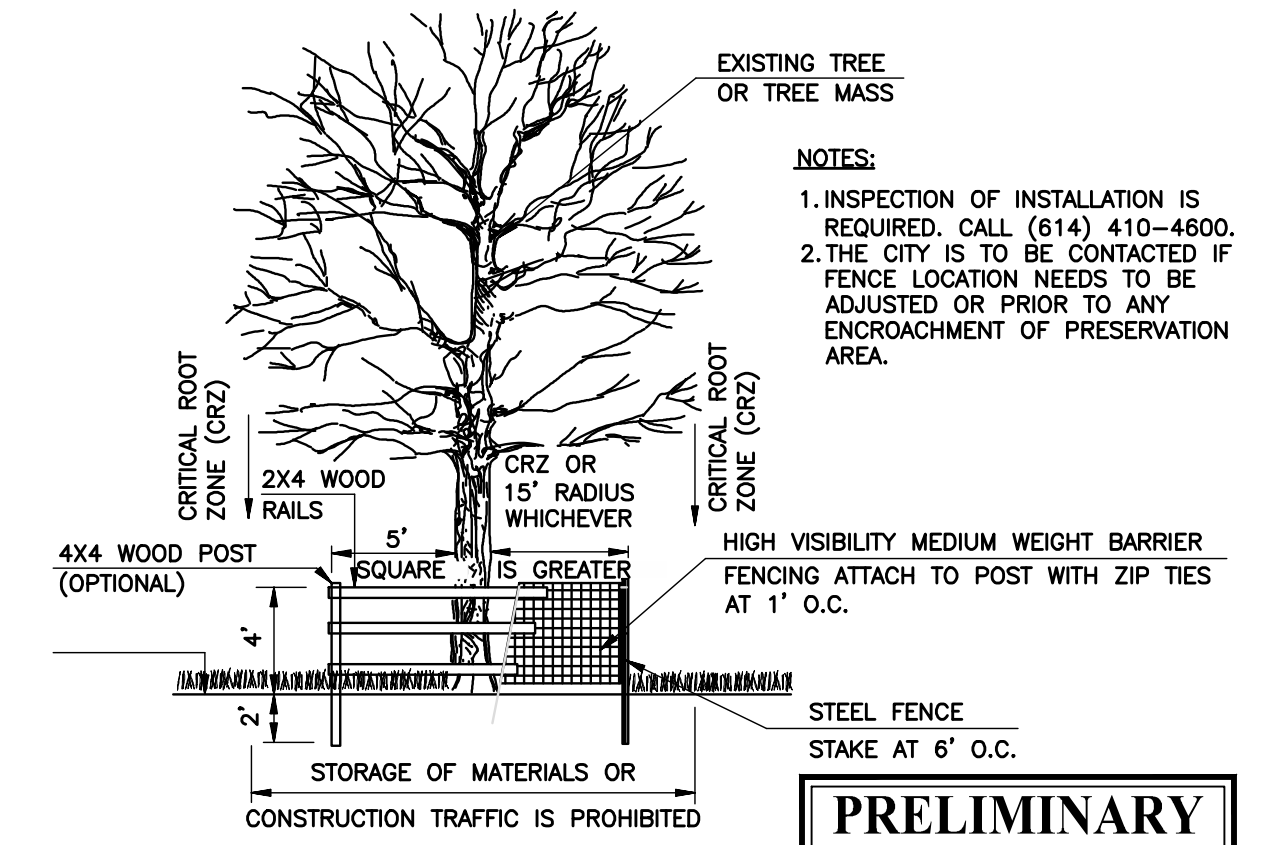 EXISTING TREE
OR TREE MASS
NOTES:
1. INSPECTION OF INSTALLATION IS
REQUIRED. CALL (614) 410-4600.
2. THE CITY IS TO BE CONTACTED IF
FENCE LOCATION NEEDS TO BE
ADJUSTED OR PRIOR TO ANY
ENCROACHMENT OF PRESERVATION
AREA.
CRITICAL ROOT
ZONE (CRZ)
CRITICAL ROOT
ZONE (CRZ)
2X4 WOOD
RAILS
CRZ OR
15' RADIUS
WHICHEVER
IS GREATER
5'
SQUARE
4X4 WOOD POST
(OPTIONAL)
HIGH VISIBILITY MEDIUM WEIGHT BARRIER
FENCING ATTACH TO POST WITH ZIP TIES
AT 1' O.C.
4'
2'
STEEL FENCE
STAKE AT 6' O.C.
STORAGE OF MATERIALS OR
CONSTRUCTION TRAFFIC IS PROHIBITED
PRELIMINARY